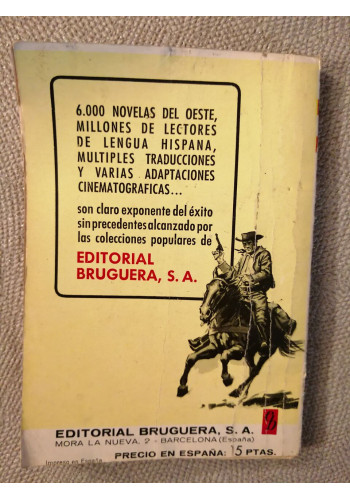 6.000 NOVELAS DEL OESTE,
MILLONES DE LECTORES
DE LENGUA HISPANA,
MULTIPLES TRADUCCIONES
Y VARIAS ADAPTACIONES
CINEMATOGRAFICAS...
son claro exponente del éxito
sin precedentes alcanzado por
las colecciones populares de
EDITORIAL
BRUGUERA, S. A.
EDITORIAL BRUGUERA, S. A.
MORA LA NUEVA, 2 - BARCELONA (España)
Impreso en España
PRECIO EN ESPAÑA: 15 PTAS.